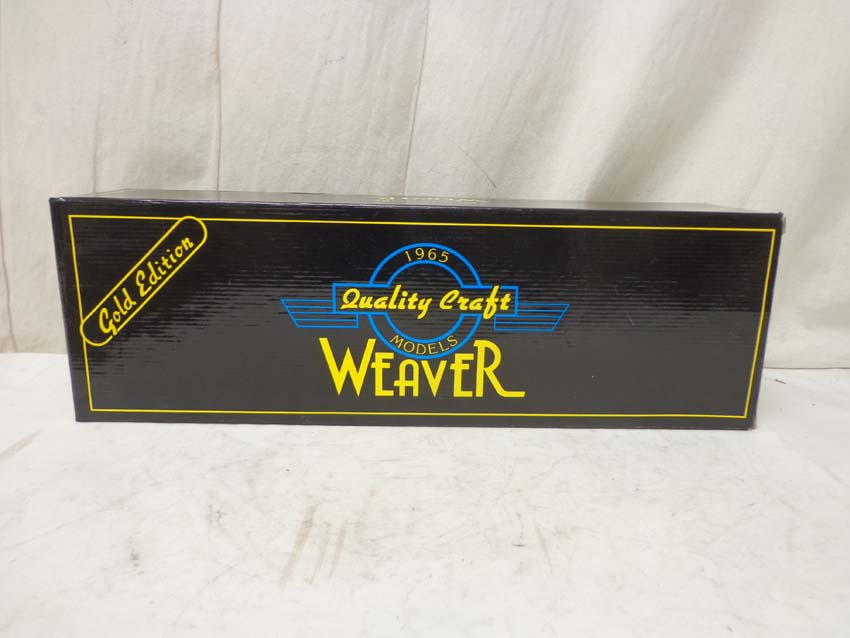 Gold Edition
1965
Quality Craft
MODELS
WEAVER